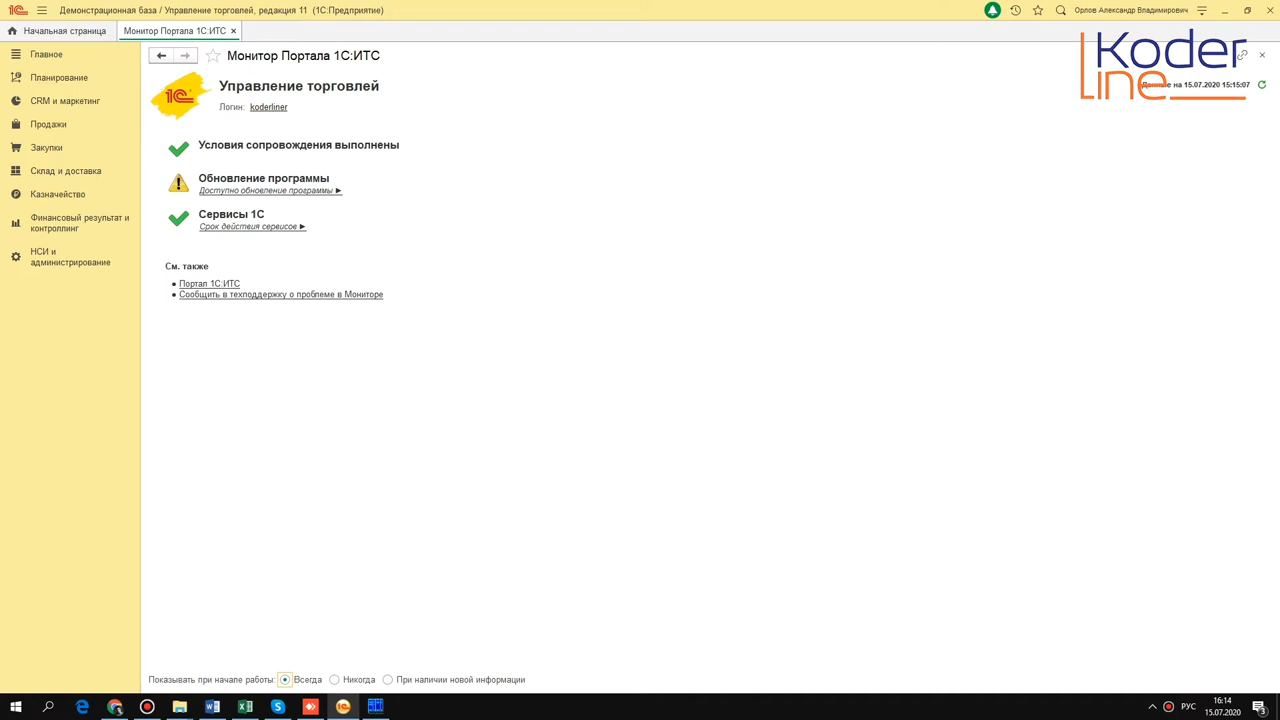 Демонстрационная база / Управление торговлей, редакция 11 (1С:Предприятие)
Орлов Александр Владимирович
Начальная страница
Монитор Портала 1С:ИТС
Главное
Планирование
CRM и маркетинг
Продажи
Закупки
Склад и доставка
Казначейство
Финансовый результат и
контроллинг
НСИ и
администрирование
Монитор Портала 1С:ИТС
Koder
line
Данные на 15.07.2020 15:15:07
1С
Управление торговлей
Логин: koderliner
Условия сопровождения выполнены
Обновление программы
Доступно обновление программы ►
Сервисы 1С
Срок действия сервисов ►
См. также
Портал 1С:ИТС
Сообщить в техподдержку о проблеме в Мониторе
Показывать при начале работы: Всегда Никогда При наличии новой информации
РУС
16:14
15.07.2020
3